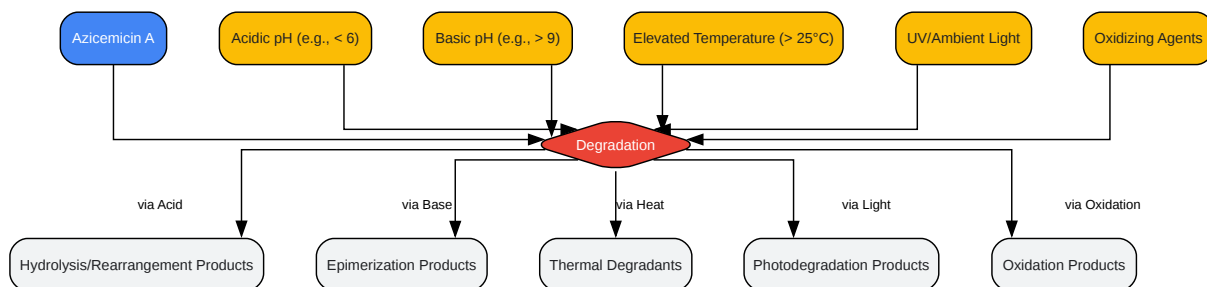 Azicemicin A
Acidic pH (e.g., < 6)
Basic pH (e.g., > 9)
Elevated Temperature (> 25°C)
UV/Ambient Light
Oxidizing Agents
Degradation
via Acid
via Base
via Heat
via Light
via Oxidation
Hydrolysis/Rearrangement Products
Epimerization Products
Thermal Degradants
Photodegradation Products
Oxidation Products